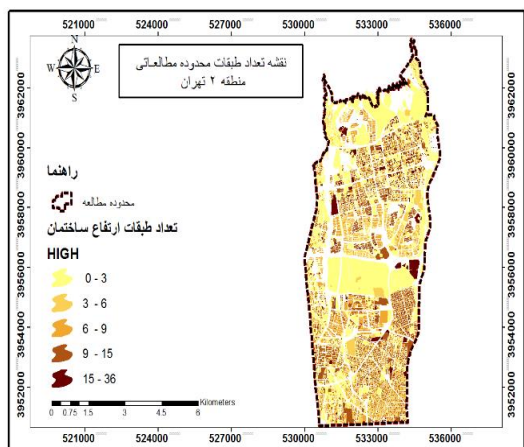 521000 524000 527000 530000 533000 536000
نقشه تعداد طبقات محدوده مطالعاتی
منطقه ۲ تهران
N
W E
S
راهنما
محدوده مطالعه
تعداد طبقات ارتفاع ساختمان
HIGH
0 - 3
3 - 6
6 - 9
9 - 15
15 - 36
Kilometers
0 0.75 1.5 3 4.5 6
3962000
3960000
3958000
3956000
3954000
3952000
3962000
3960000
3958000
3956000
3954000
3952000
521000 524000 527000 530000 533000 536000